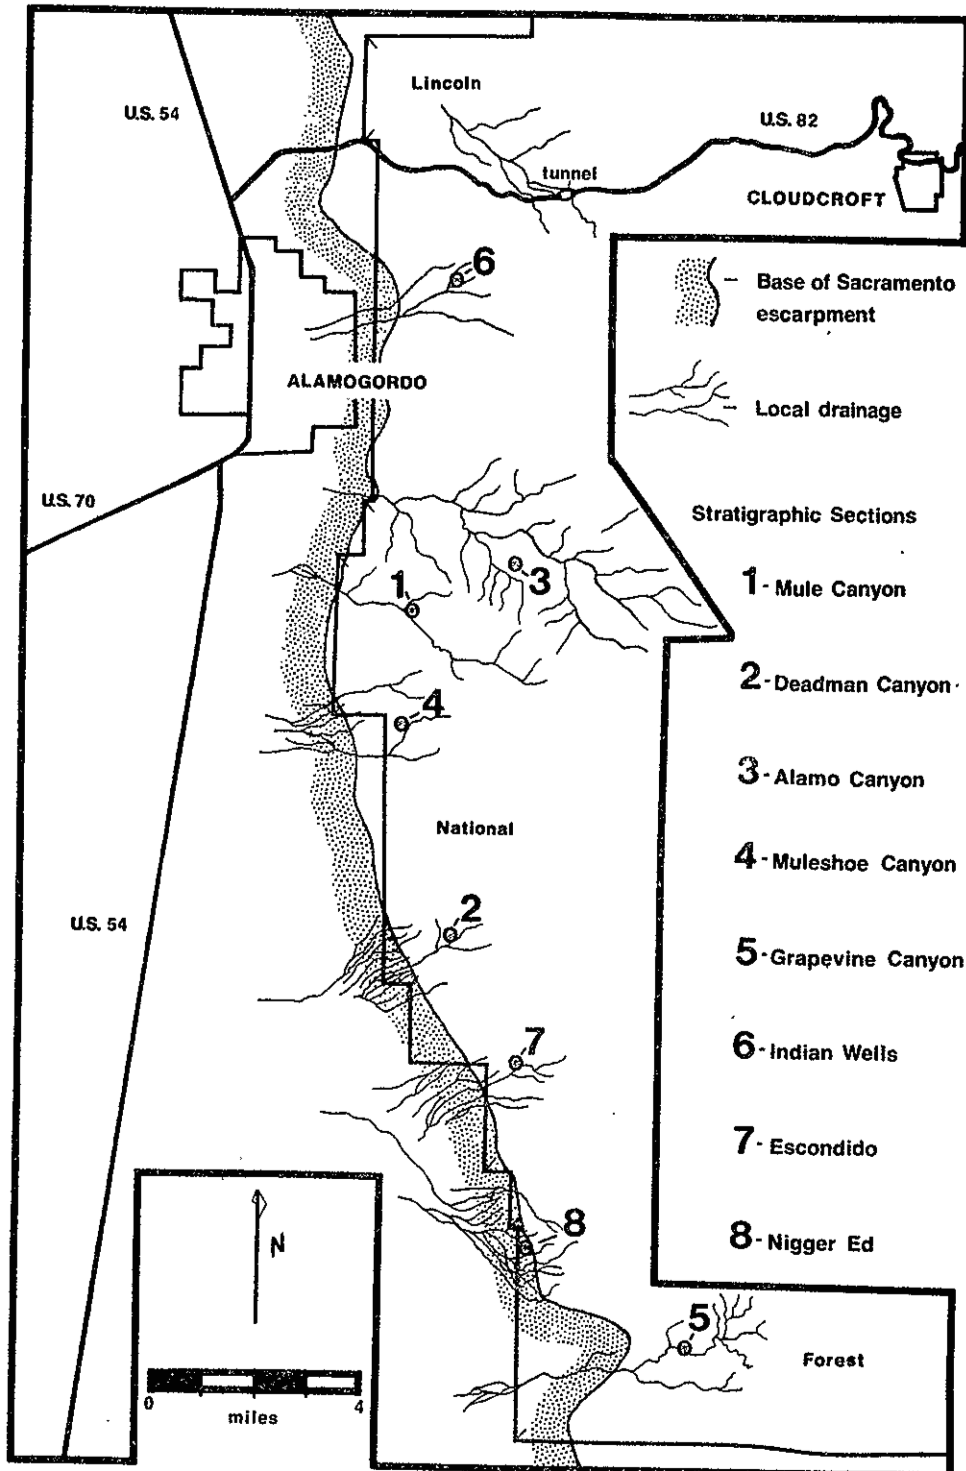 Lincoln
U.S. 54
U.S. 82
tunnel
CLOUDCROFT
6
Base of Sacramento
escarpment
ALAMOGORDO
Local drainage
U.S. 70
Stratigraphic Sections
1
3
1- Mule Canyon
2- Deadman Canyon
4
3- Alamo Canyon
National
4- Muleshoe Canyon
2
U.S. 54
5- Grapevine Canyon
7
6- Indian Wells
7- Escondido
N
8
8- Nigger Ed
5
Forest
0 4
miles